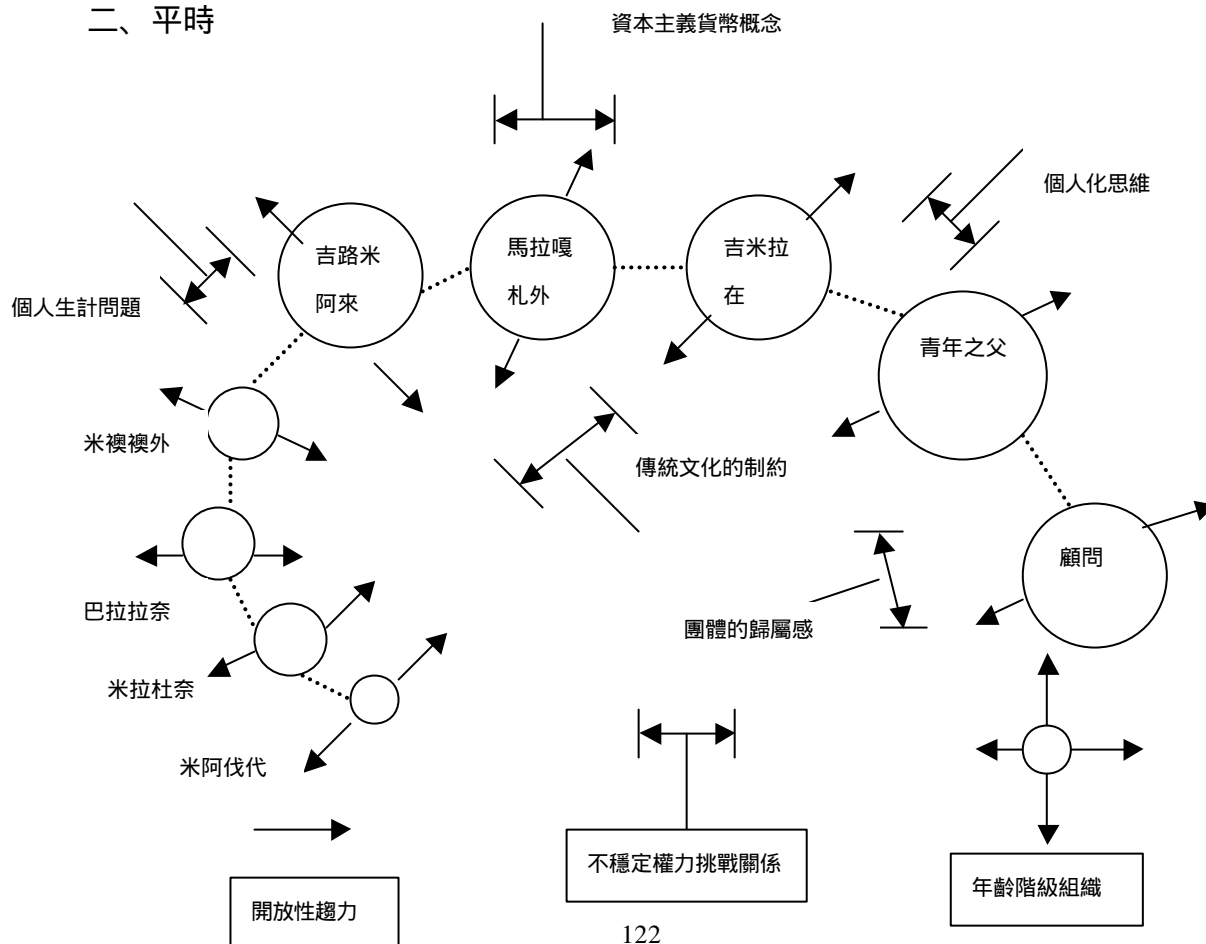 二、平時
資本主義貨幣概念
個人化思維
吉路米
阿來
馬拉嘎
札外
吉米拉
在
個人生計問題
青年之父
米襖襖外
傳統文化的制約
顧問
巴拉拉奈
團體的歸屬感
米拉杜奈
米阿伐代
不穩定權力挑戰關係
年齡階級組織
開放性趨力
122